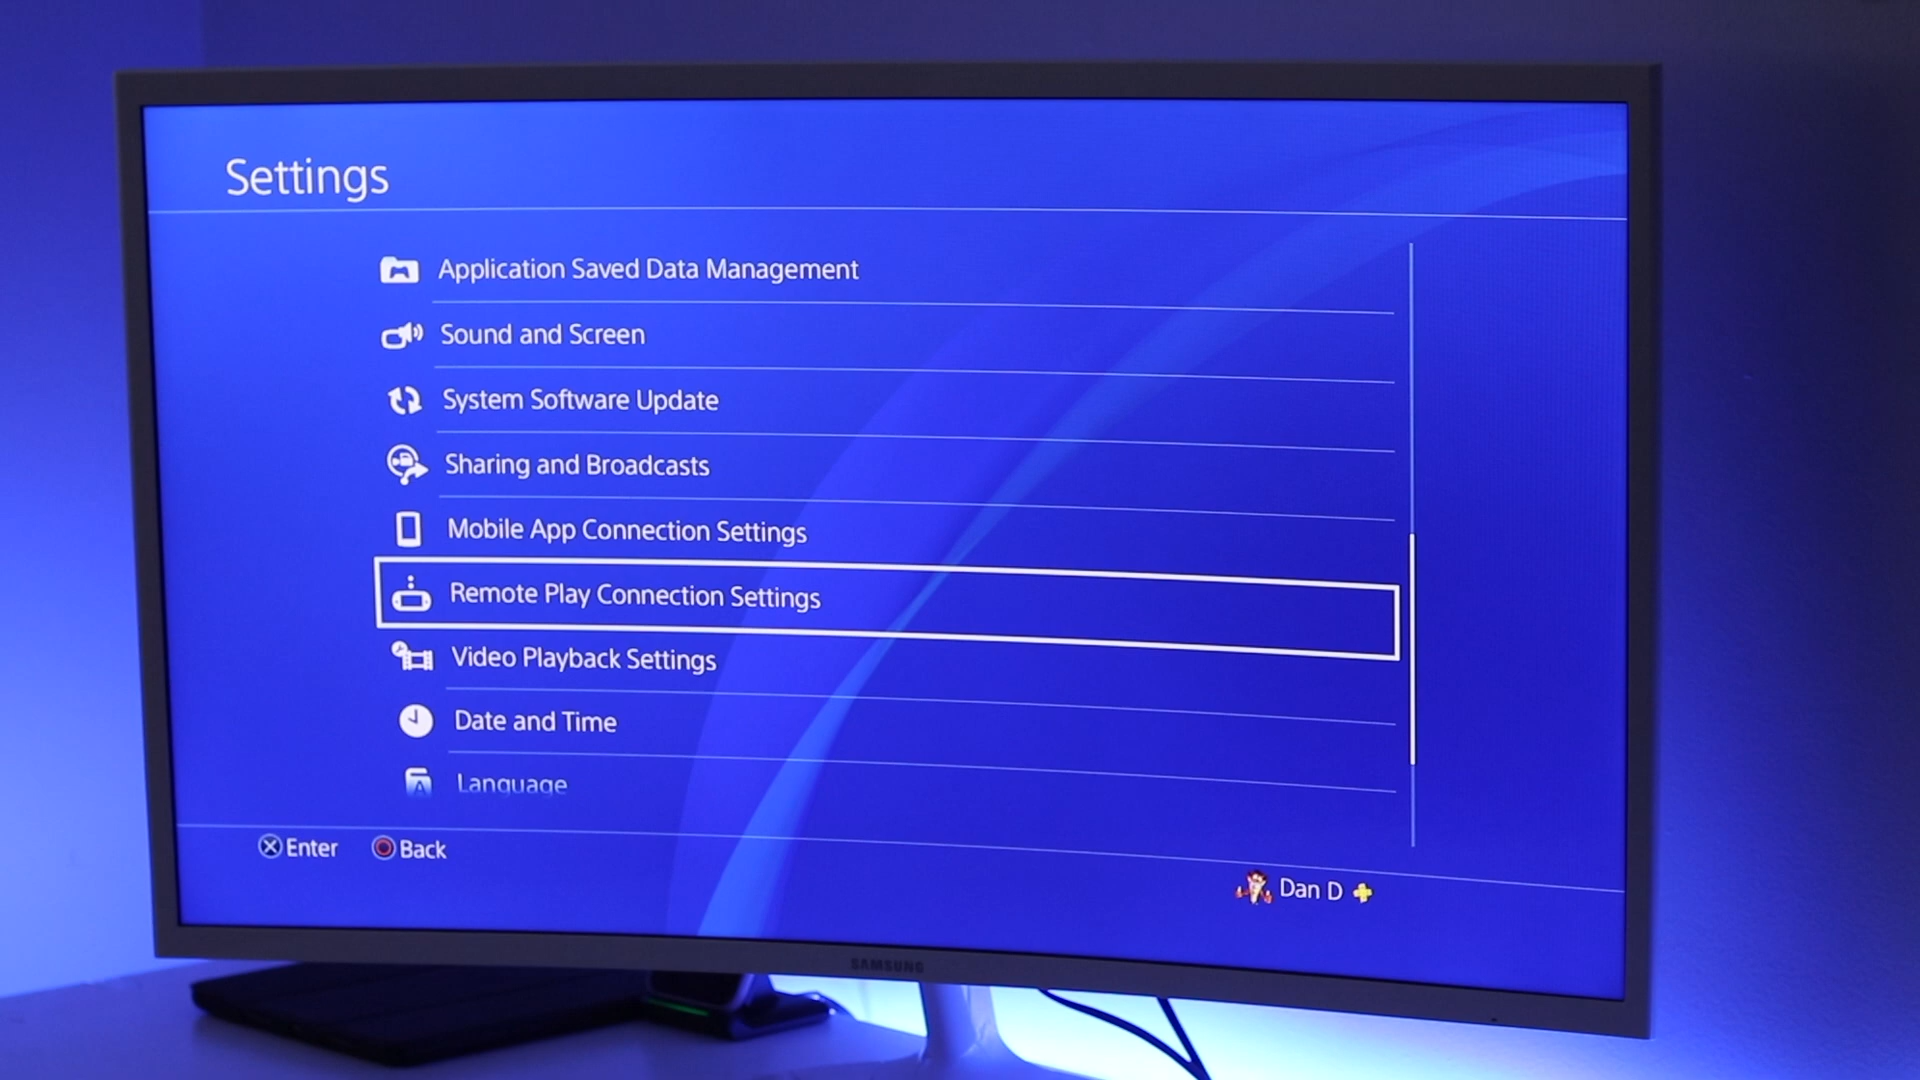 Settings
Application Saved Data Management
Sound and Screen
System Software Update
Sharing and Broadcasts
Mobile App Connection Settings
Remote Play Connection Settings
Video Playback Settings
Date and Time
Language
Enter Back
Dan D
SAMSUNG